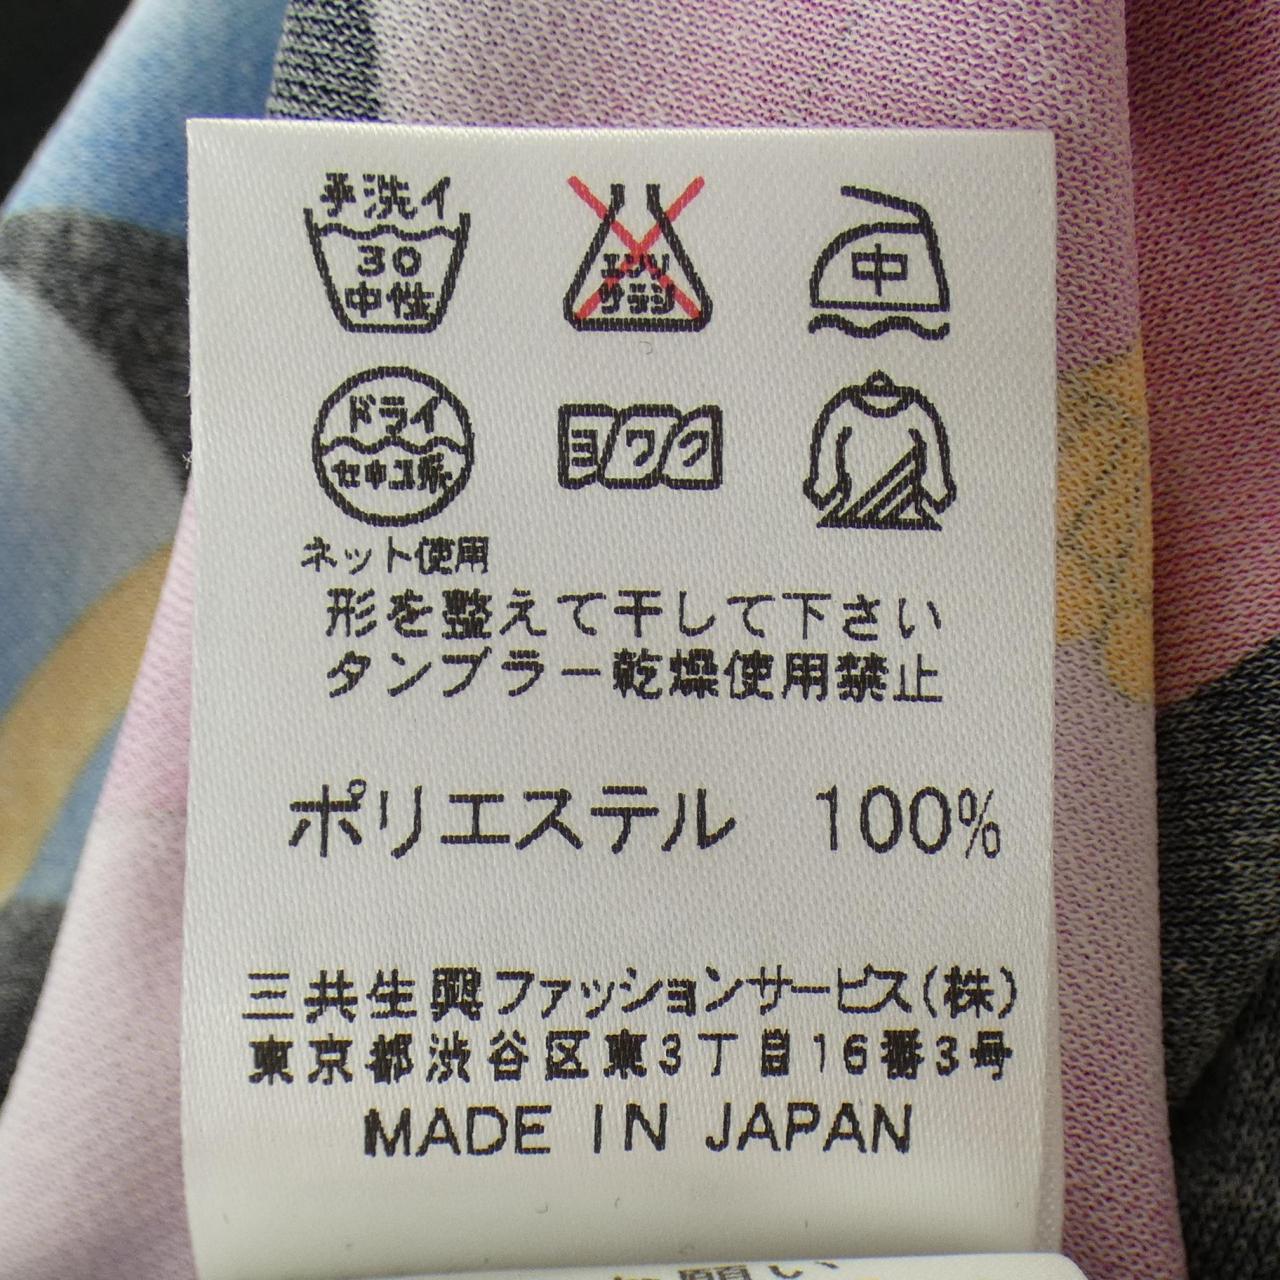 手洗イ
30
中性
エンソ
サラシ
中
ドライ
セキユ系
ヨワク
ネット使用
形を整えて干して下さい
タンブラー乾燥使用禁止
ポリエステル 100%
三共生興ファッションサービス(株)
東京都渋谷区東3丁目16番3号
MADE IN JAPAN
お願い